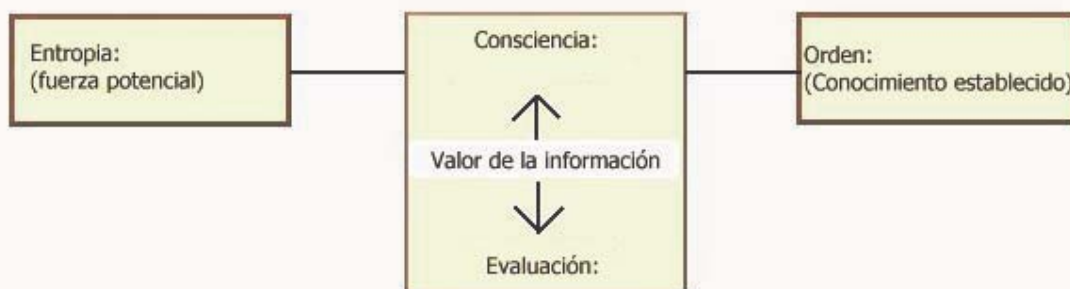 Entropia:
(fuerza potencial)
Consciencia:
Valor de la información
Evaluación:
Orden:
(Conocimiento establecido)